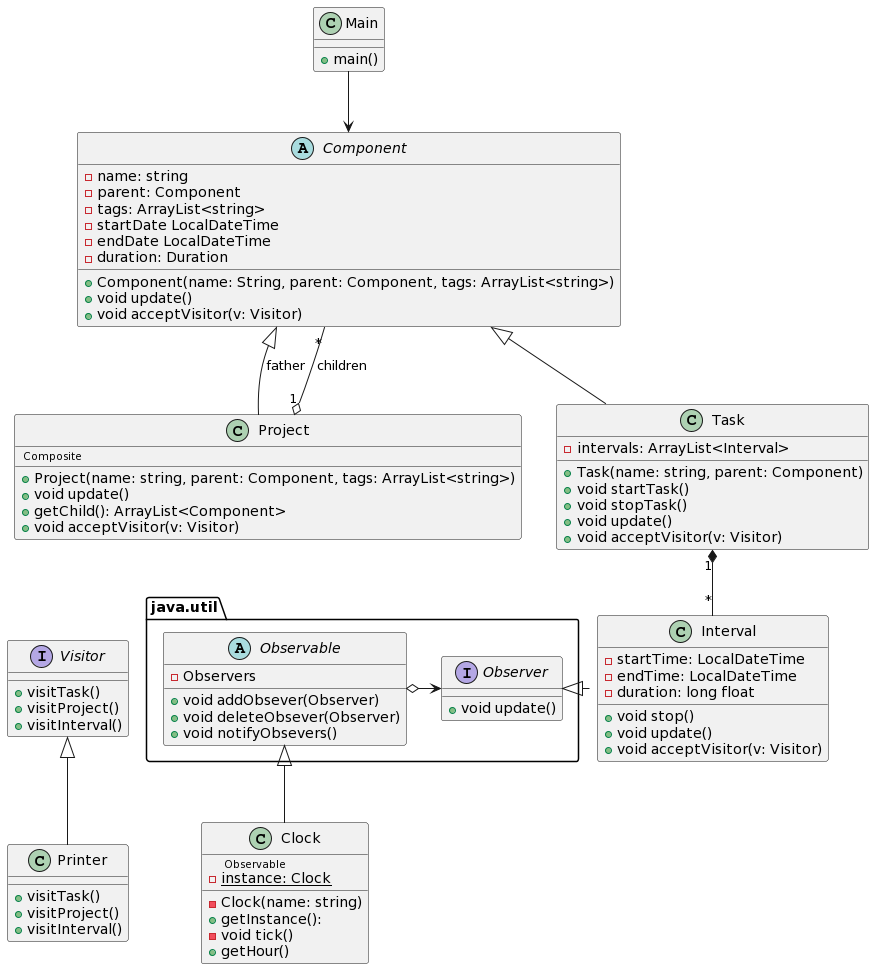 C Main
main()
A Component
name: string
parent: Component
tags: ArrayList<string>
startDate LocalDateTime
endDate LocalDateTime
duration: Duration
Component(name: String, parent: Component, tags: ArrayList<string>)
void update()
void acceptVisitor(v: Visitor)
*
father
children
1
C Project
Composite
Project(name: string, parent: Component, tags: ArrayList<string>)
void update()
getChild(): ArrayList<Component>
void acceptVisitor(v: Visitor)
C Task
intervals: ArrayList<Interval>
Task(name: string, parent: Component)
void startTask()
void stopTask()
void update()
void acceptVisitor(v: Visitor)
1
*
java.util
I Visitor
visitTask()
visitProject()
visitInterval()
A Observable
Observers
void addObsever(Observer)
void deleteObsever(Observer)
void notifyObsevers()
I Observer
void update()
C Interval
startTime: LocalDateTime
endTime: LocalDateTime
duration: long float
void stop()
void update()
void acceptVisitor(v: Visitor)
C Printer
visitTask()
visitProject()
visitInterval()
C Clock
Observable
instance: Clock
Clock(name: string)
getInstance():
void tick()
getHour()